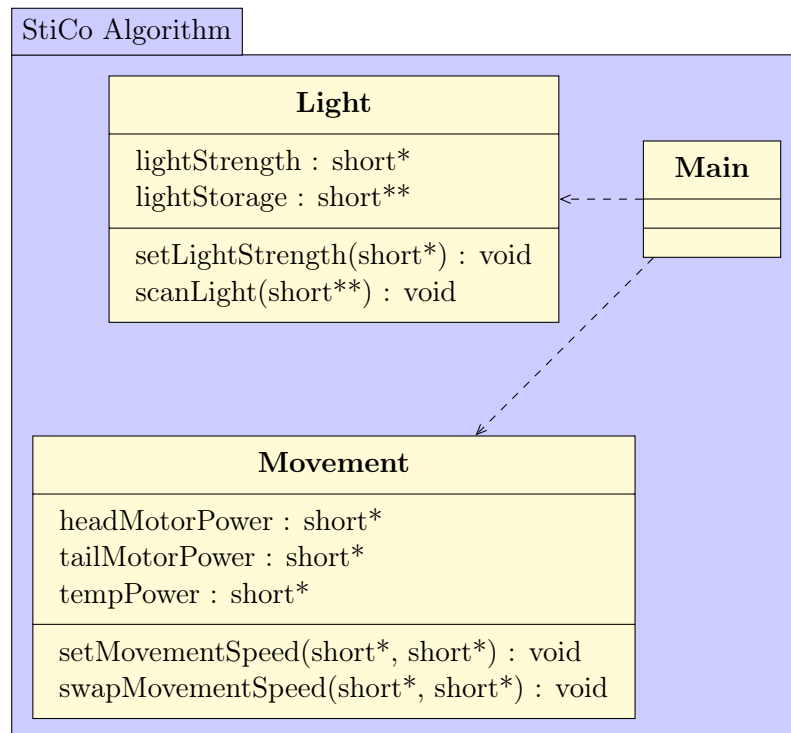 StiCo Algorithm
Light
lightStrength : short*
lightStorage : short**
setLightStrength(short*) : void
scanLight(short**) : void
Main
Movement
headMotorPower : short*
tailMotorPower : short*
tempPower : short*
setMovementSpeed(short*, short*) : void
swapMovementSpeed(short*, short*) : void